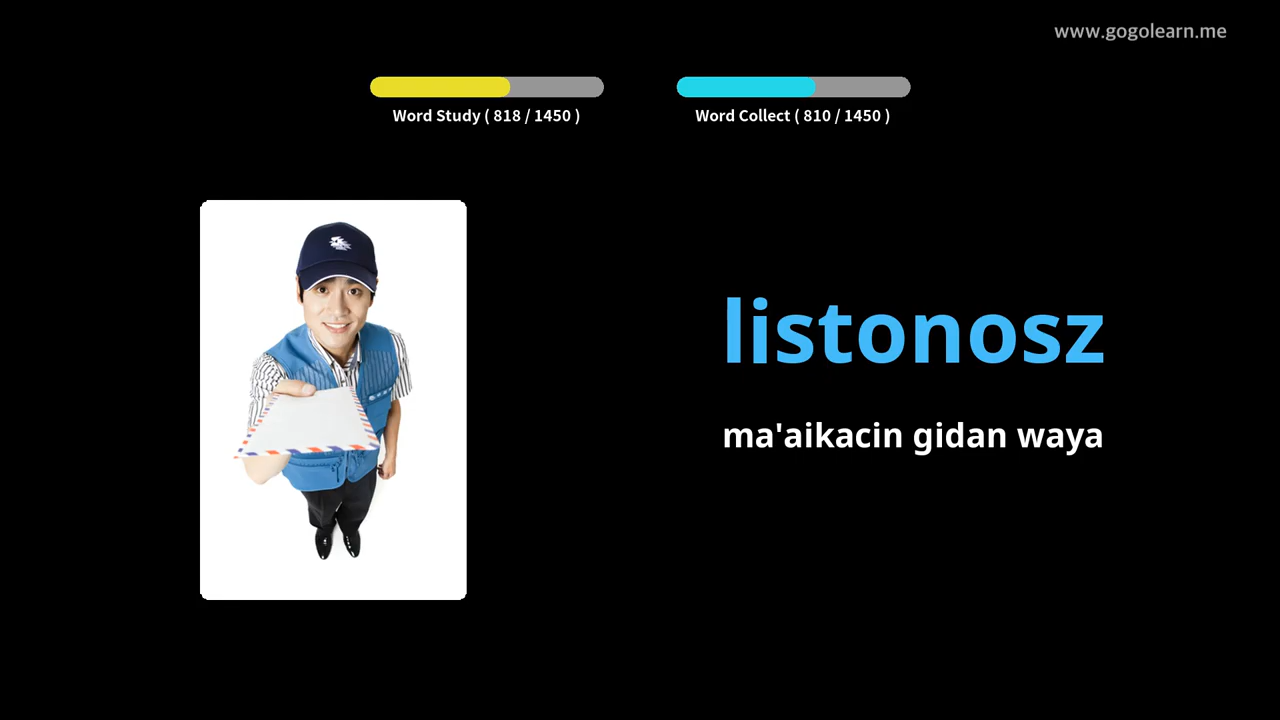 www.gogolearn.me
Word Study ( 818 / 1450 )
Word Collect ( 810 / 1450 )
listonosz
ma'aikacin gidan waya